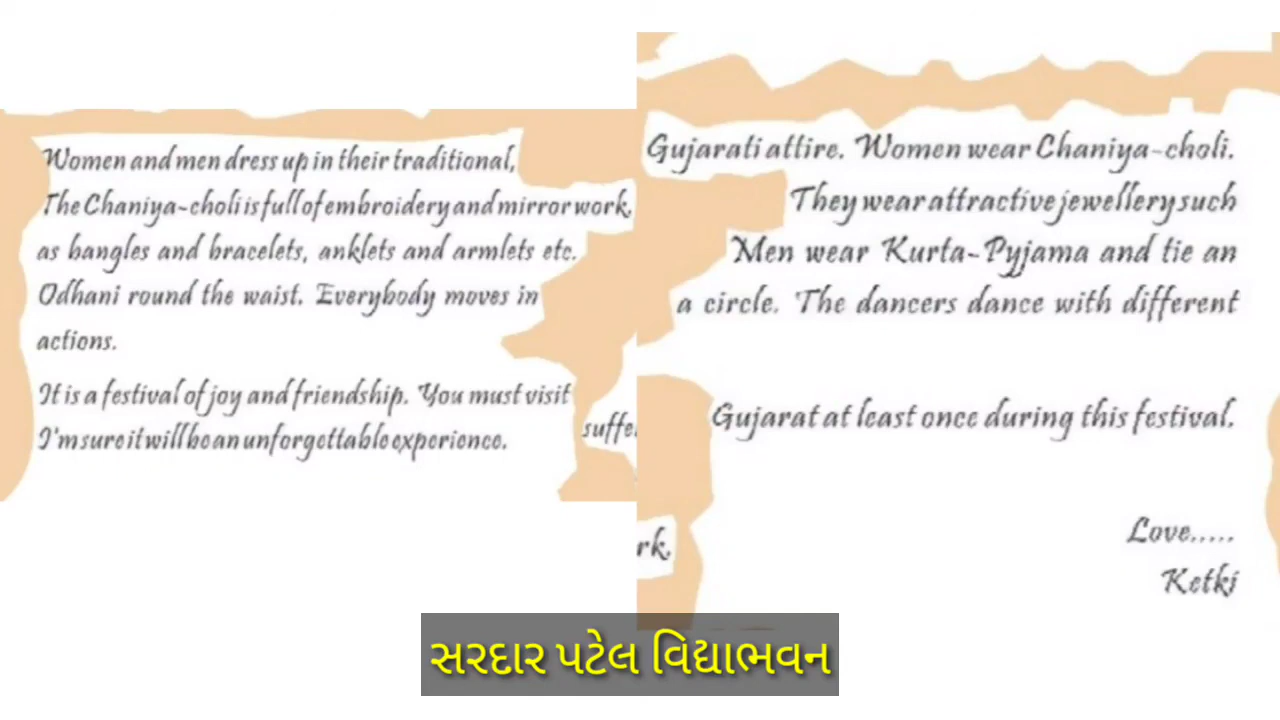 Women and men dress up in their traditional,
The Chaniya-choli is full of embroidery and mirror work,
as bangles and bracelets, anklets and armlets etc.
Odhani round the waist. Everybody moves in
actions.
It is a festival of joy and friendship. You must visit
I'm sure it will be an unforgettable experience.
suffe
Gujarati attire. Women wear Chaniya-choli.
They wear attractive jewellery such
Men wear Kurta-Pyjama and tie an
a circle. The dancers dance with different
Gujarat at least once during this festival.
rk,
Love.....
Ketki
સરદાર પટેલ વિદ્યાભવન